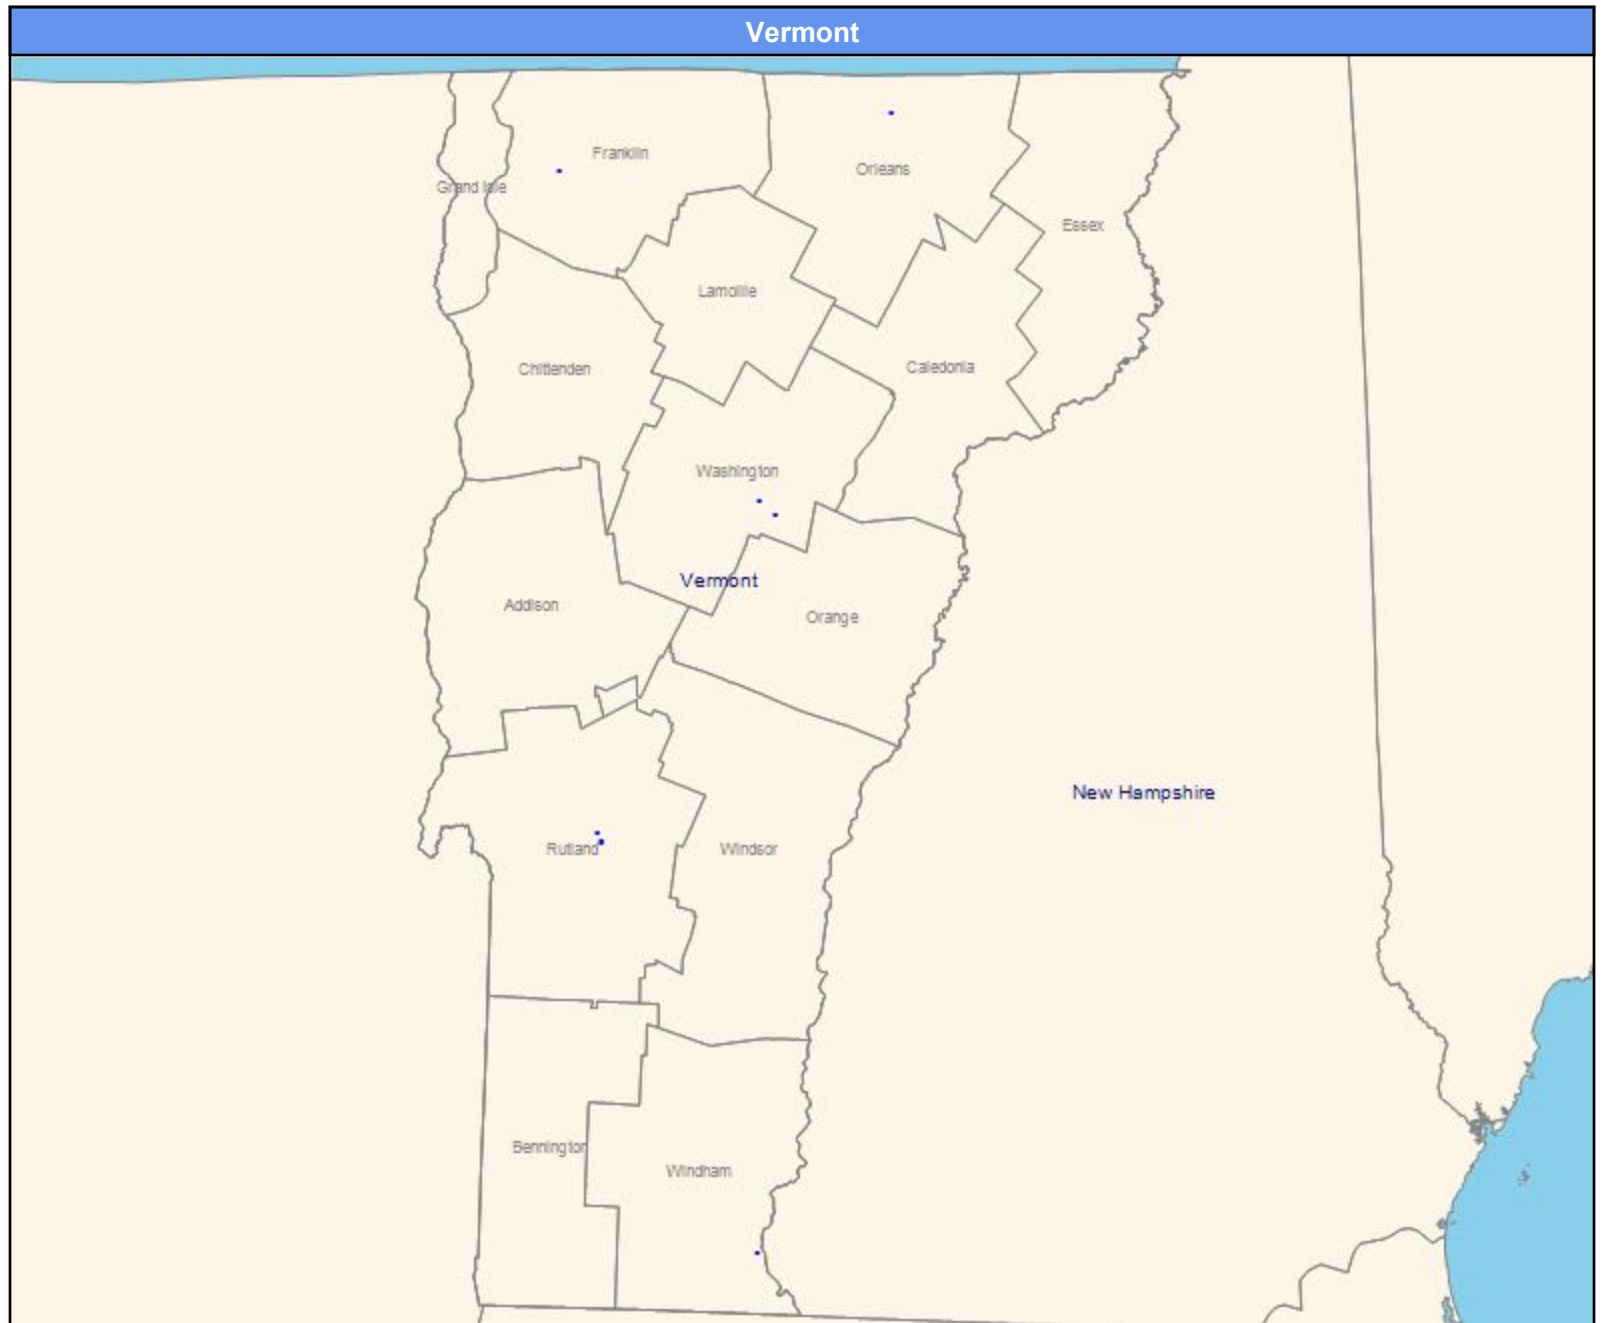 Vermont
Franklin
Orleans
Grand Isle
Essex
Lamoille
Chittenden
Caledonia
Washington
Vermont
Addison
Orange
New Hampshire
Rutland
Windsor
Bennington
Windham